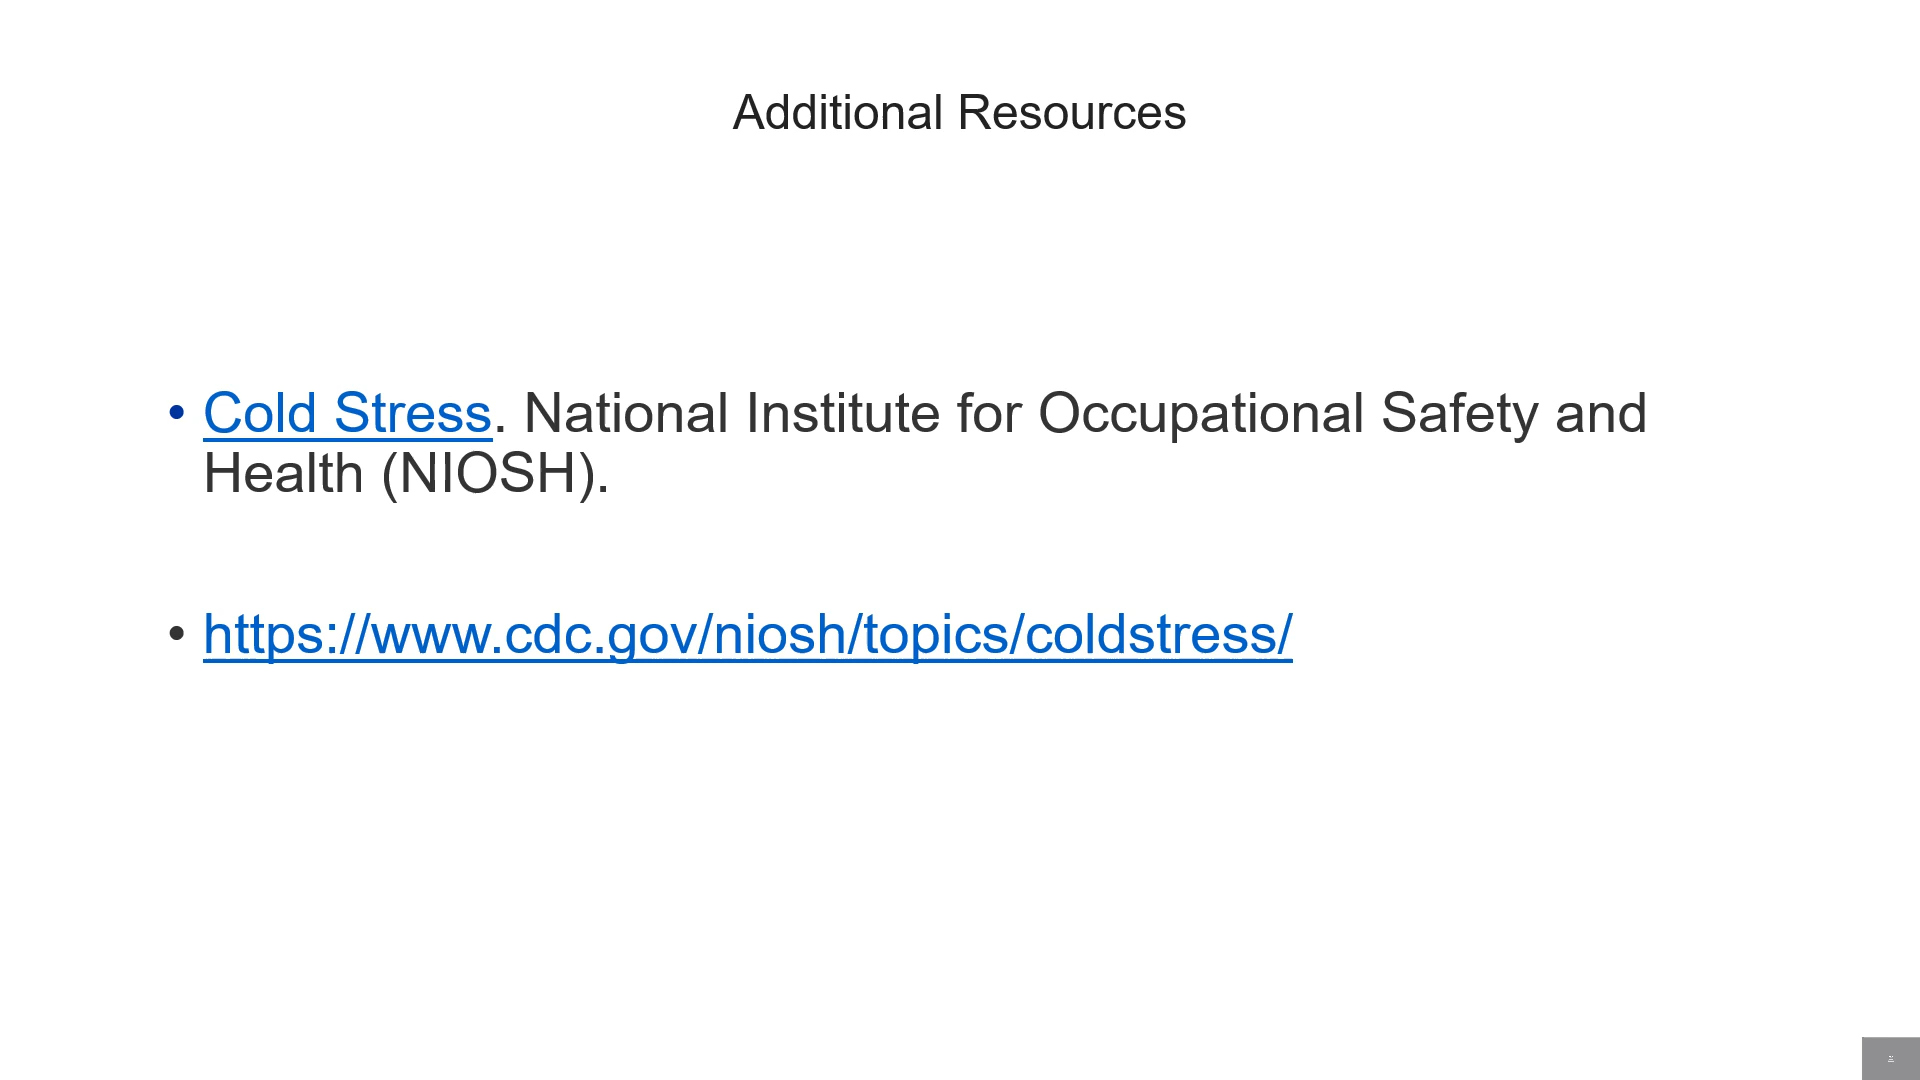 Additional Resources
• Cold Stress. National Institute for Occupational Safety and
Health (NIOSH).
• https://www.cdc.gov/niosh/topics/coldstress/